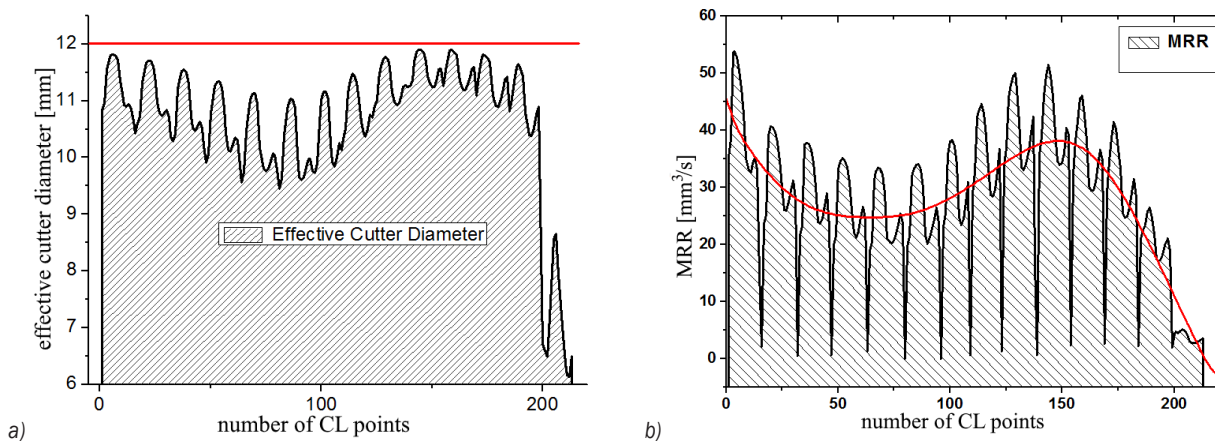 effective cutter diameter [mm]
12
11
10
9
8
7
6
Effective Cutter Diameter
0
100
200
number of CL points
a)
MRR [mm³/s]
60
50
40
30
20
10
0
MRR
0
50
100
150
200
number of CL points
b)